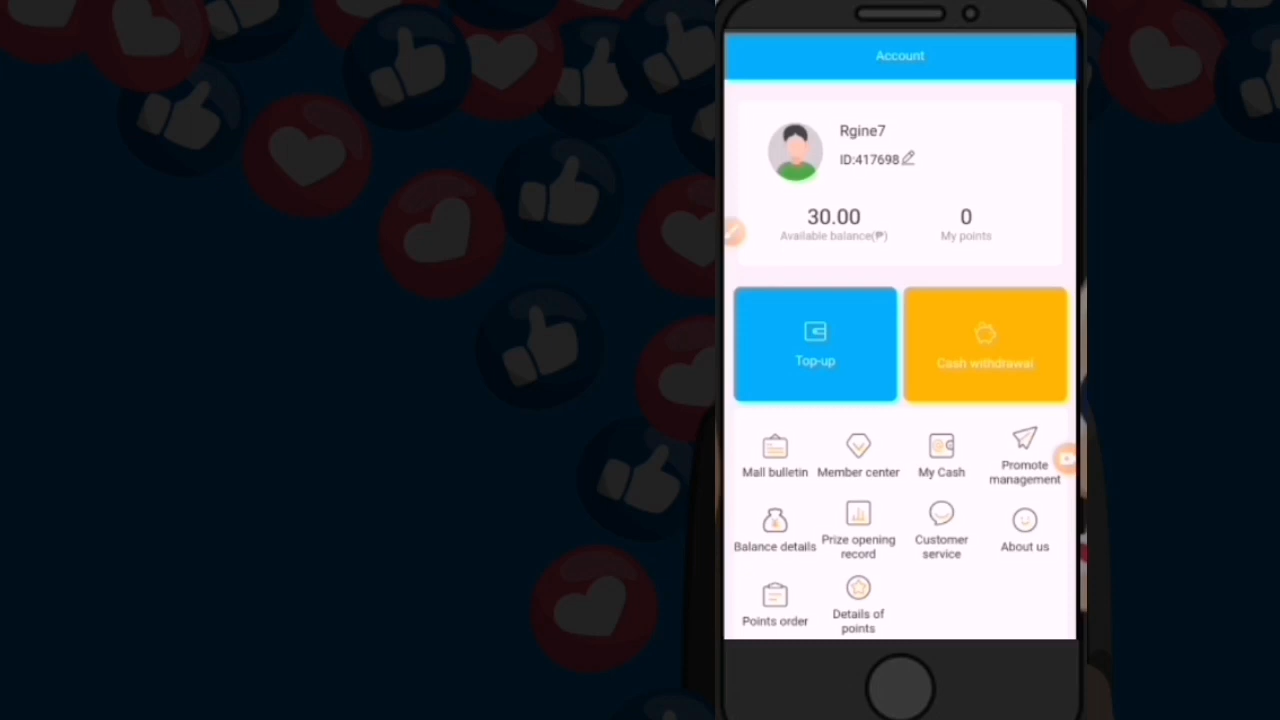 Account
Rgine7
ID:417698
30.00
0
Available balance(₱)
My points
Top-up
Cash withdrawal
Mall bulletin
Member center
My Cash
Promote
management
Balance details
Prize opening
record
Customer
service
About us
Points order
Details of
points